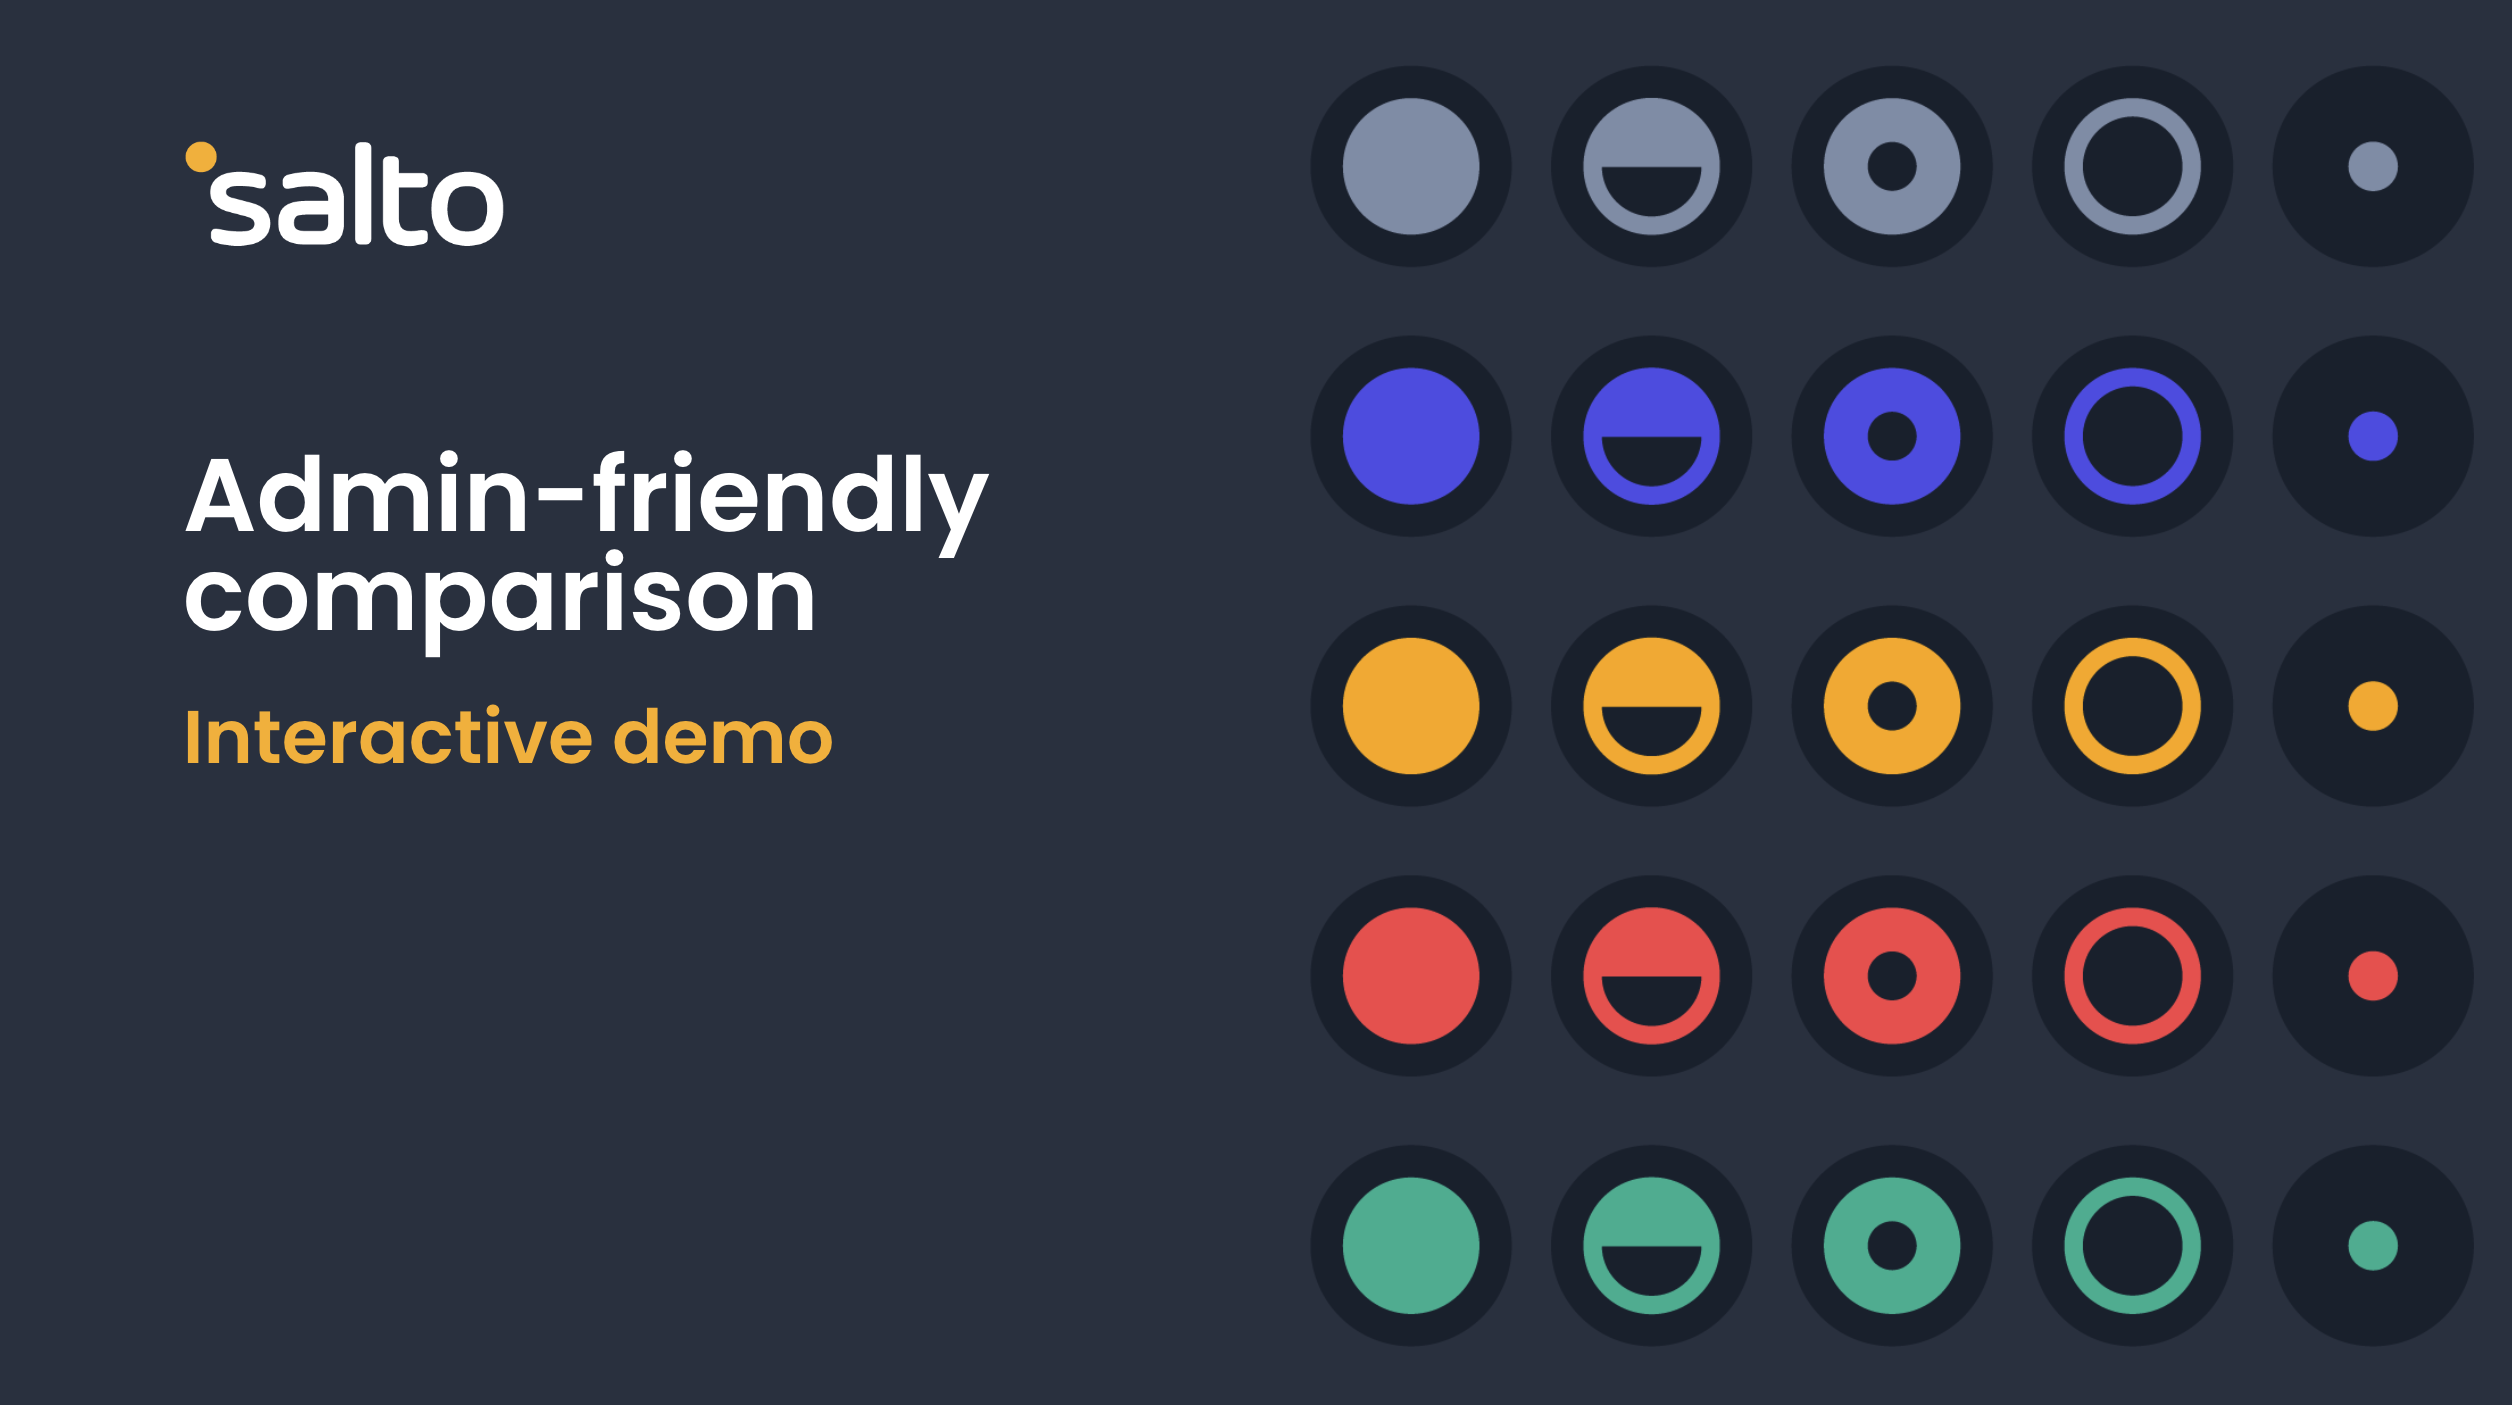 salto
Admin-friendly
comparison
Interactive demo